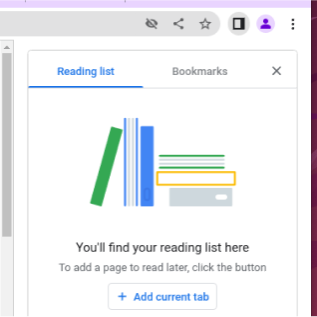 Reading list
Bookmarks
You'll find your reading list here
To add a page to read later, click the button
+ Add current tab